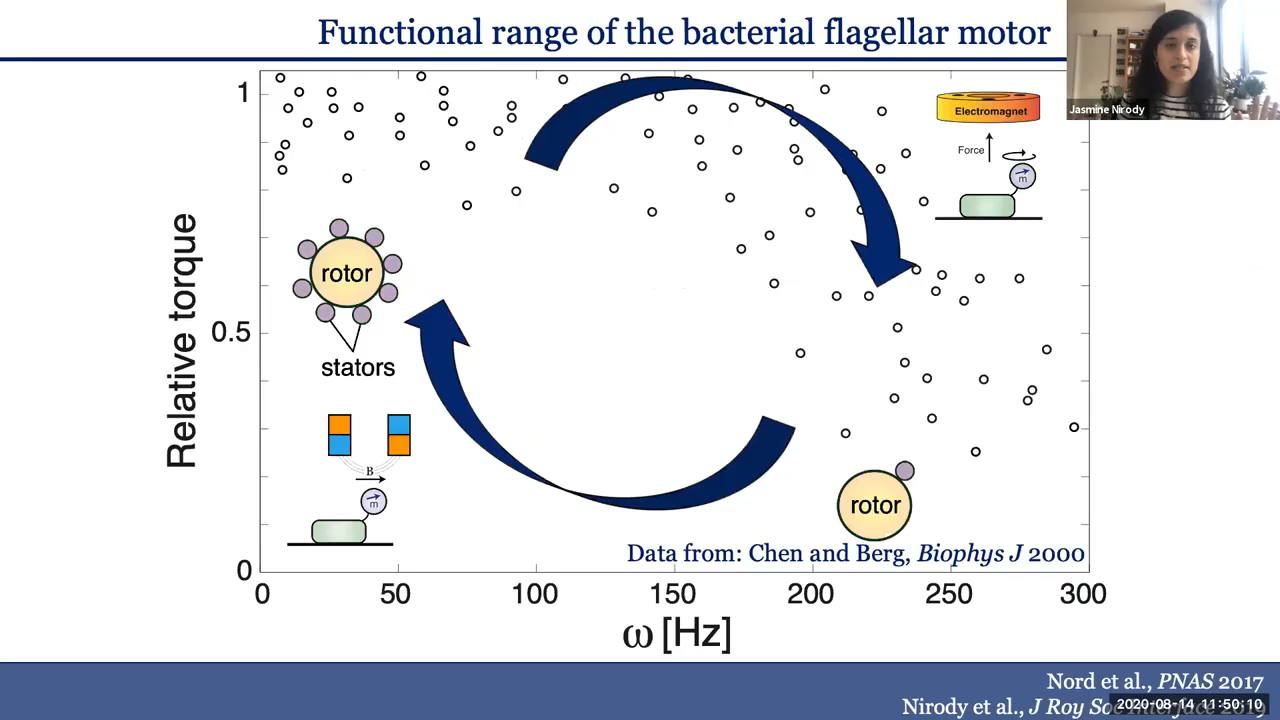 Functional range of the bacterial flagellar motor
Jasmine Nirody
1
0.5
0
Relative torque
Electromagnet
Force
m
rotor
stators
B
m
rotor
Data from: Chen and Berg, Biophys J 2000
0 50 100 150 200 250 300
ω [Hz]
Nord et al., PNAS 2017
Nirody et al., J Roy Soc Interface 2019
2020-08-14 11:50:10